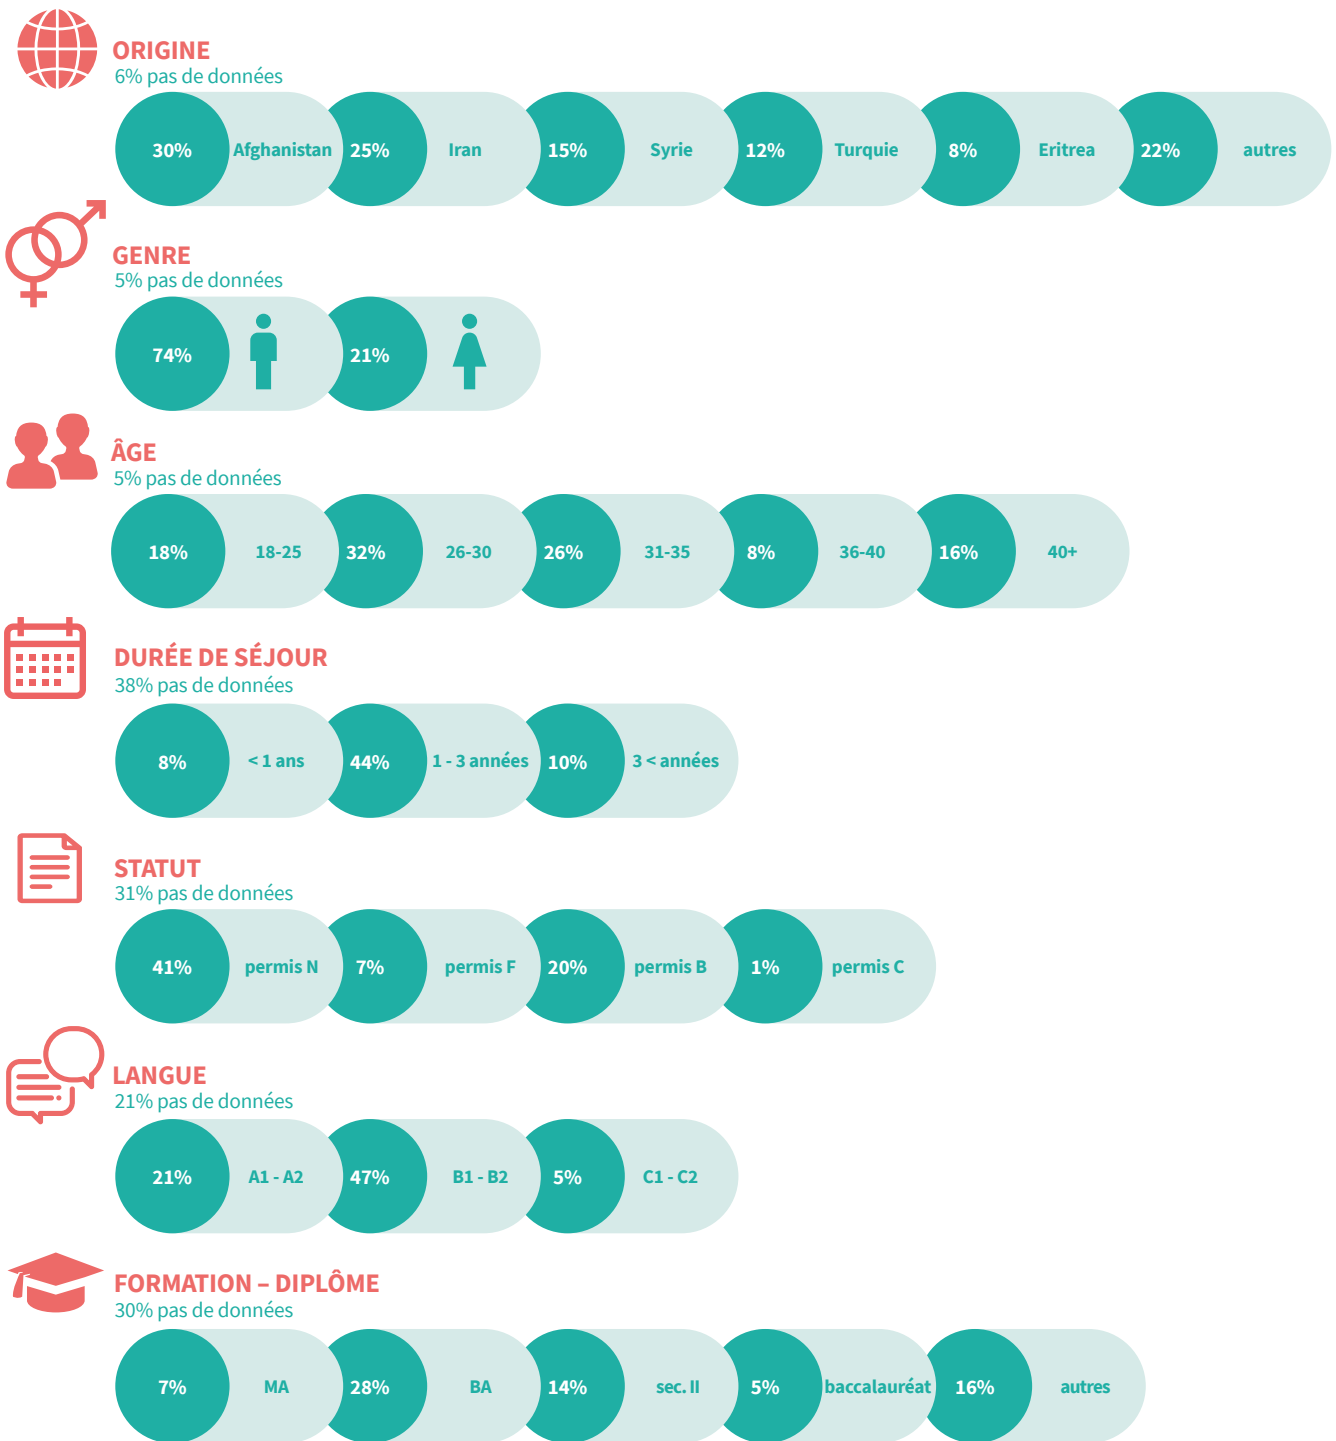 ORIGINE
6% pas de données
30% Afghanistan 25% Iran 15% Syrie 12% Turquie 8% Eritrea 22% autres
GENRE
5% pas de données
74% 21%
ÂGE
5% pas de données
18% 18-25 32% 26-30 26% 31-35 8% 36-40 16% 40+
DURÉE DE SÉJOUR
38% pas de données
8% < 1 ans 44% 1 - 3 années 10% 3 < années
STATUT
31% pas de données
41% permis N 7% permis F 20% permis B 1% permis C
LANGUE
21% pas de données
21% A1 - A2 47% B1 - B2 5% C1 - C2
FORMATION – DIPLÔME
30% pas de données
7% MA 28% BA 14% sec. II 5% baccalauréat 16% autres